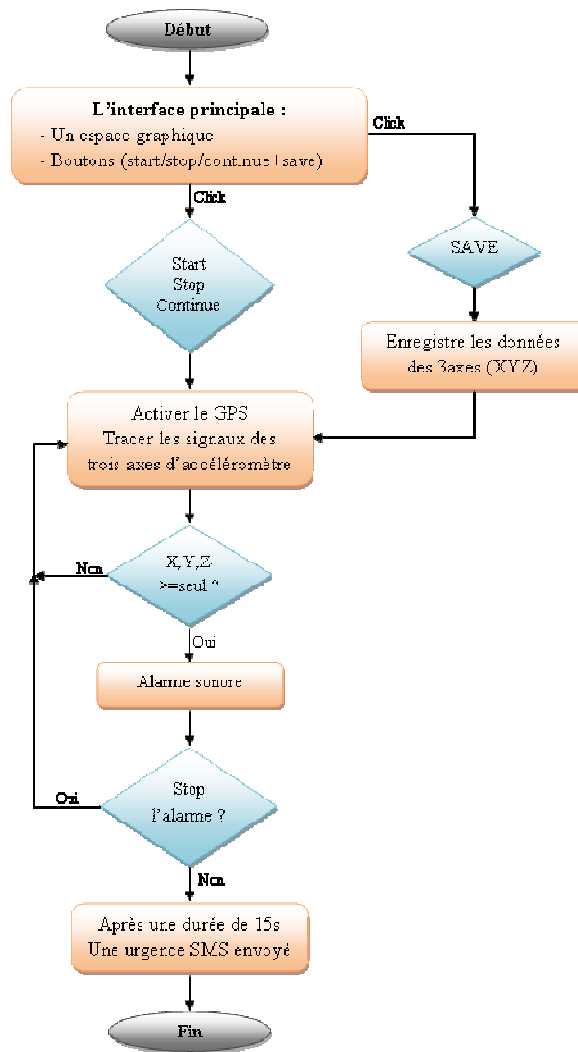 Début
L'interface principale :
- Un espace graphique
- Boutons (start/stop/continue+save)
Click
Click
Start
Stop
Continue
SAVE
Enregistre les données
des 3axes (XYZ)
Activer le GPS
Tracer les signaux des
trois axes d'accéléromètre
X,Y,Z
Non
Oui
Alarme sonore
Stop
l'alarme ?
Oui
Non
Après une durée de 15s
Une urgence SMS envoyé
Fin